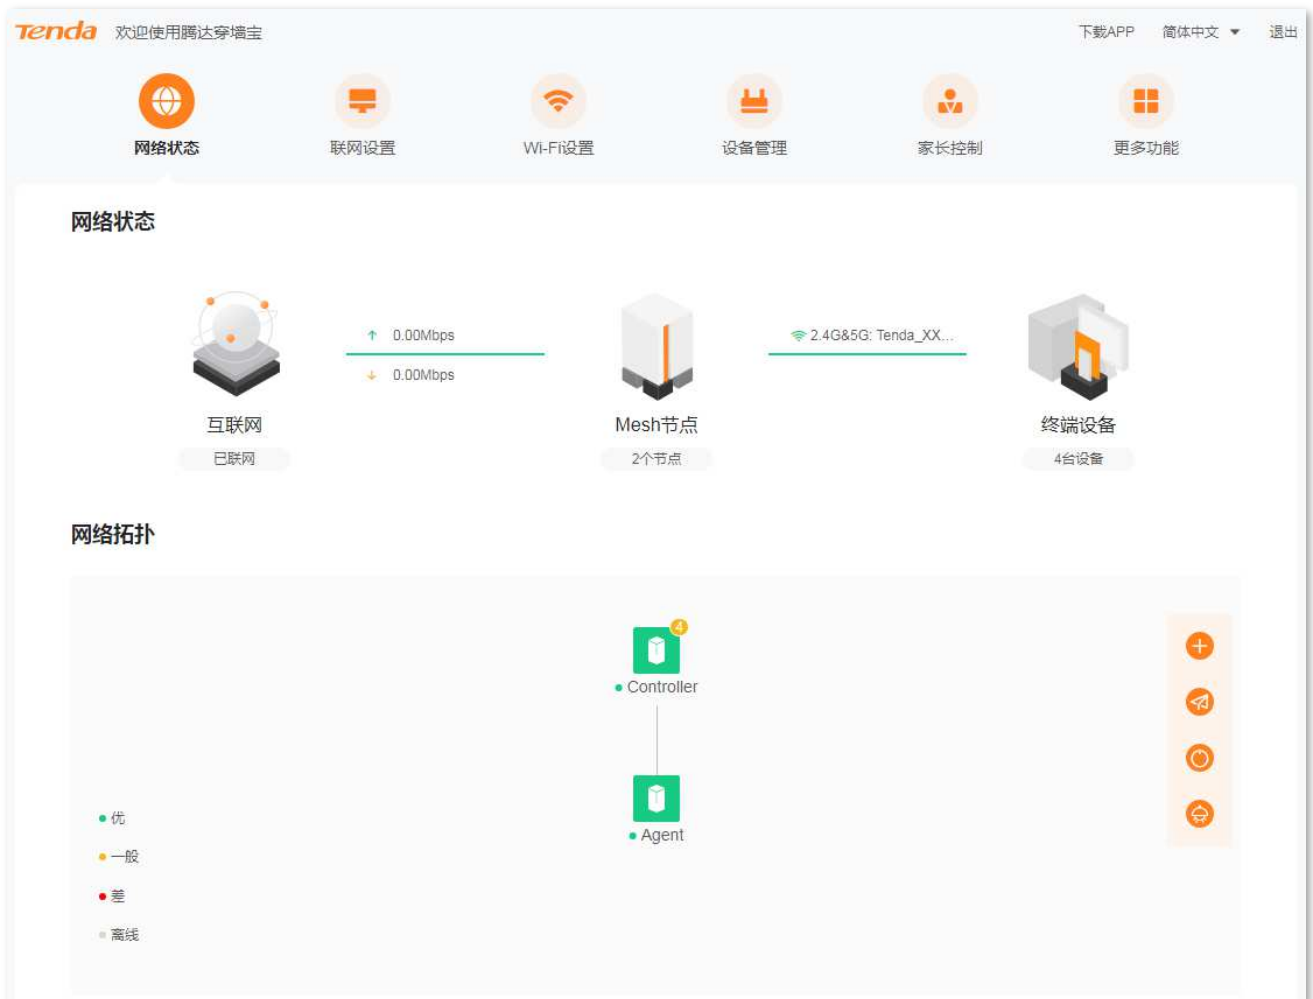 Tenda 欢迎使用腾达穿墙宝 下载APP 简体中文 退出
网络状态 联网设置 Wi-Fi设置 设备管理 家长控制 更多功能
网络状态
↑ 0.00Mbps
2.4G&5G: Tenda_XX...
↓ 0.00Mbps
互联网 Mesh节点 终端设备
已联网 2个节点 4台设备
网络拓扑
4
Controller
Agent
优
一般
差
离线